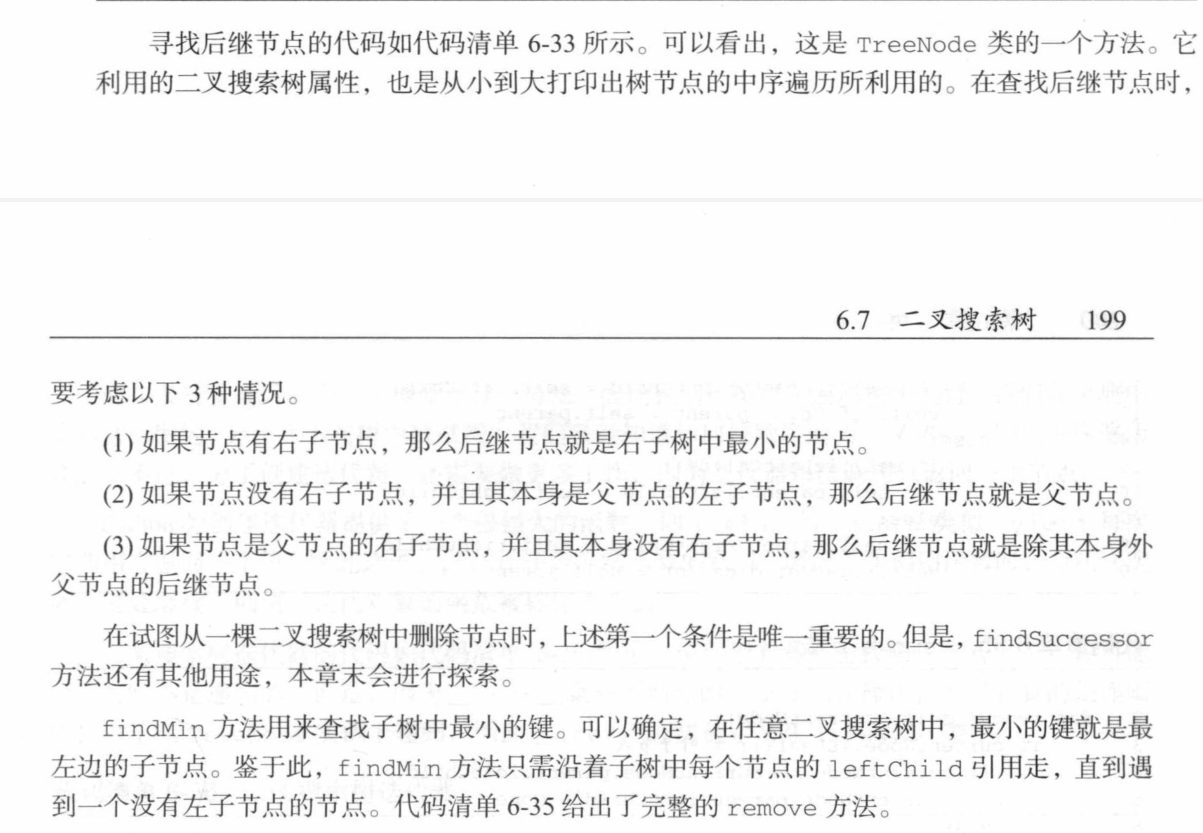 寻找后继节点的代码如代码清单 6-33 所示。可以看出，这是 TreeNode 类的一个方法。它
利用的二叉搜索树属性，也是从小到大打印出树节点的中序遍历所利用的。在查找后继节点时，
6.7 二叉搜索树 199
要考虑以下 3 种情况。
(1) 如果节点有右子节点，那么后继节点就是右子树中最小的节点。
(2) 如果节点没有右子节点，并且其本身是父节点的左子节点，那么后继节点就是父节点。
(3) 如果节点是父节点的右子节点，并且其本身没有右子节点，那么后继节点就是除其本身外
父节点的后继节点。
在试图从一棵二叉搜索树中删除节点时，上述第一个条件是唯一重要的。但是，findSuccessor
方法还有其他用途，本章末会进行探索。
findMin 方法用来查找子树中最小的键。可以确定，在任意二叉搜索树中，最小的键就是最
左边的子节点。鉴于此，findMin 方法只需沿着子树中每个节点的 leftChild 引用走，直到遇
到一个没有左子节点的节点。代码清单 6-35 给出了完整的 remove 方法。